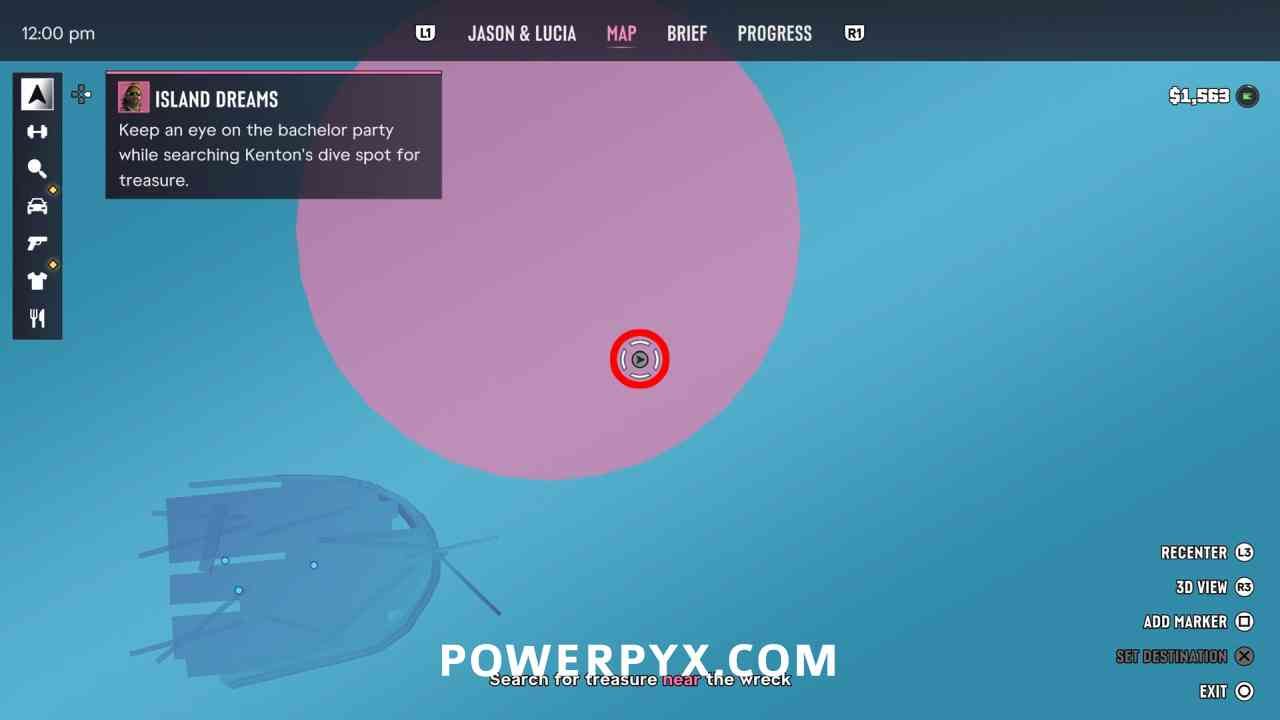 12:00 pm
L1 JASON & LUCIA MAP BRIEF PROGRESS R1
$1,563
ISLAND DREAMS
Keep an eye on the bachelor party
while searching Kenton's dive spot for
treasure.
RECENTER L3
3D VIEW R3
ADD MARKER
SET DESTINATION
EXIT
POWERPYX.COM
Search for treasure near the wreck